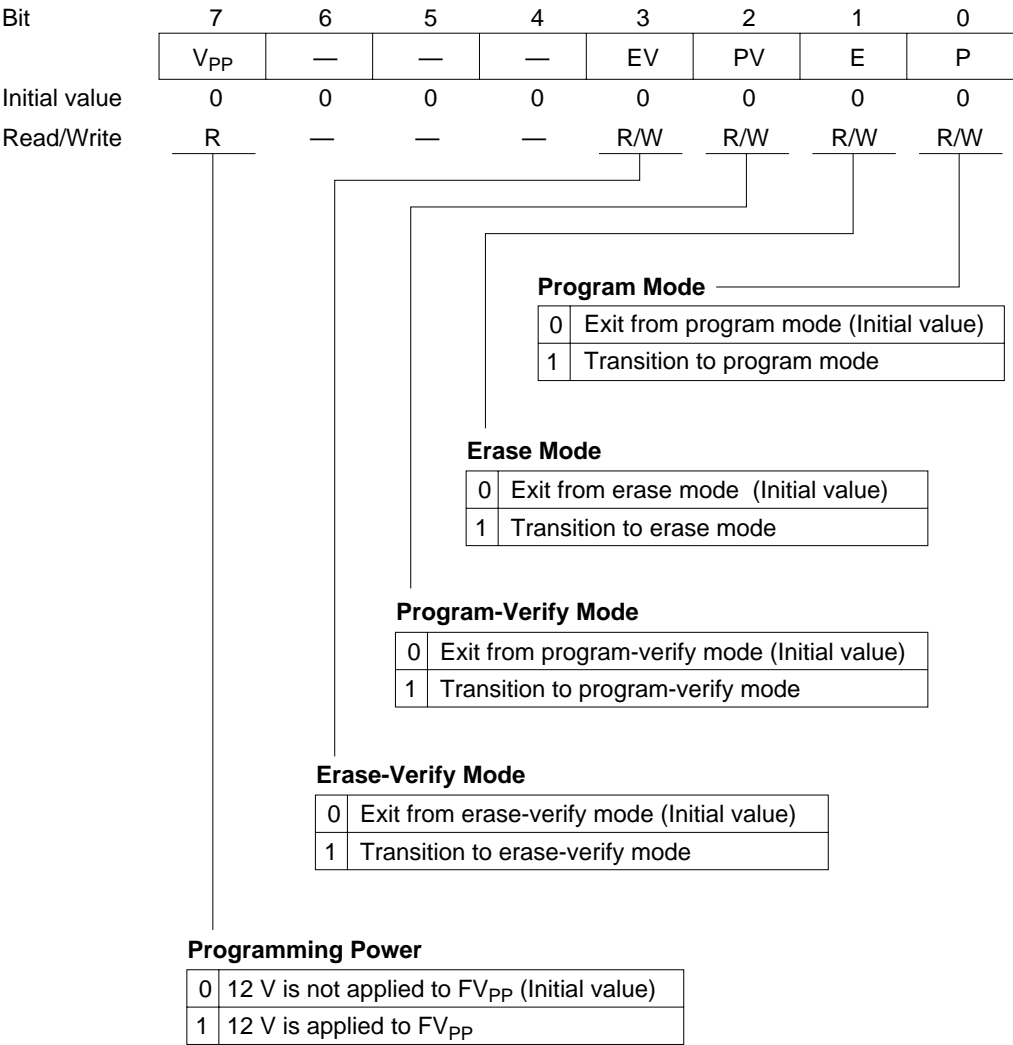 Bit 7 6 5 4 3 2 1 0
VPP — — — EV PV E P
Initial value 0 0 0 0 0 0 0 0
Read/Write R — — — R/W R/W R/W R/W
Program Mode
0 Exit from program mode (Initial value)
1 Transition to program mode
Erase Mode
0 Exit from erase mode (Initial value)
1 Transition to erase mode
Program-Verify Mode
0 Exit from program-verify mode (Initial value)
1 Transition to program-verify mode
Erase-Verify Mode
0 Exit from erase-verify mode (Initial value)
1 Transition to erase-verify mode
Programming Power
0 12 V is not applied to FVPP (Initial value)
1 12 V is applied to FVPP